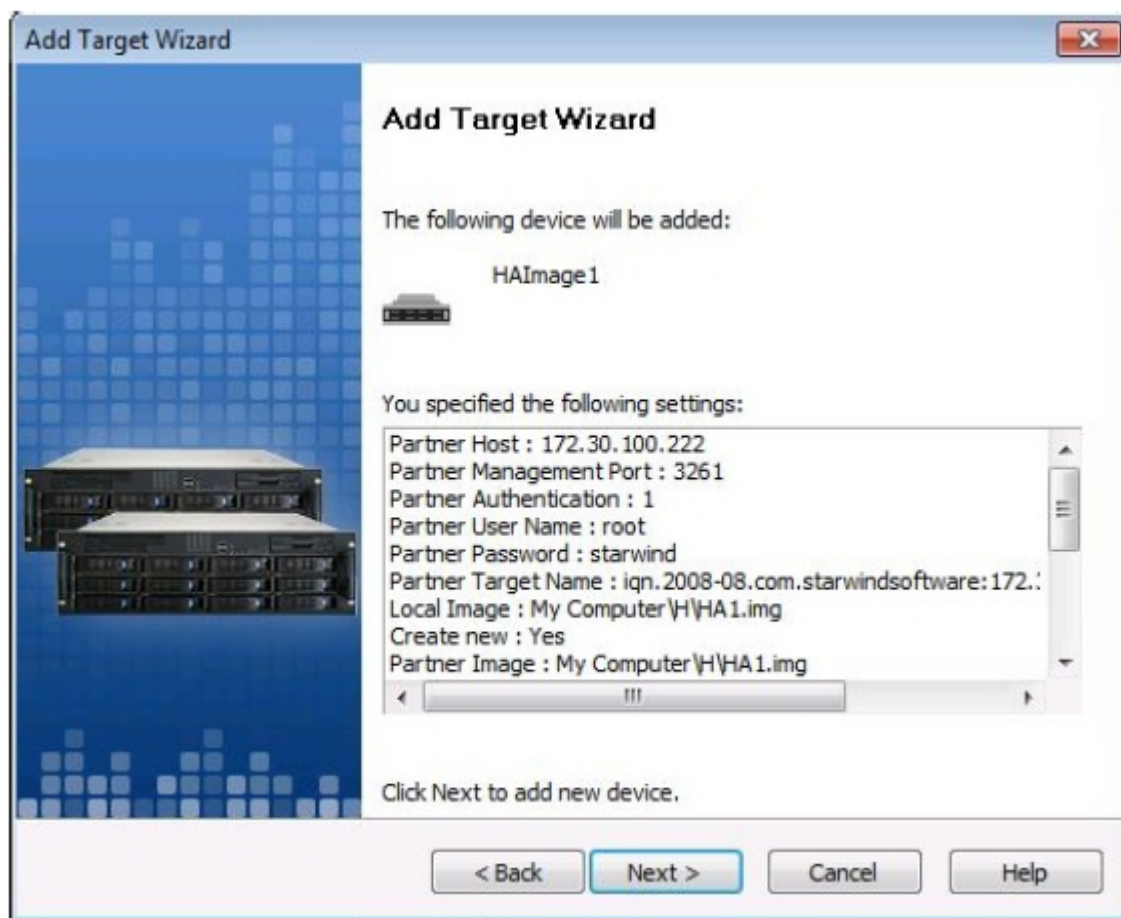 Add Target Wizard
Add Target Wizard
The following device will be added:
HAImage1
You specified the following settings:
Partner Host : 172.30.100.222
Partner Management Port : 3261
Partner Authentication : 1
Partner User Name : root
Partner Password : starwind
Partner Target Name : iqn.2008-08.com.starwindsoftware:172.
Local Image : My Computer\H\HA1.img
Create new : Yes
Partner Image : My Computer\H\HA1.img
Click Next to add new device.
< Back Next > Cancel Help